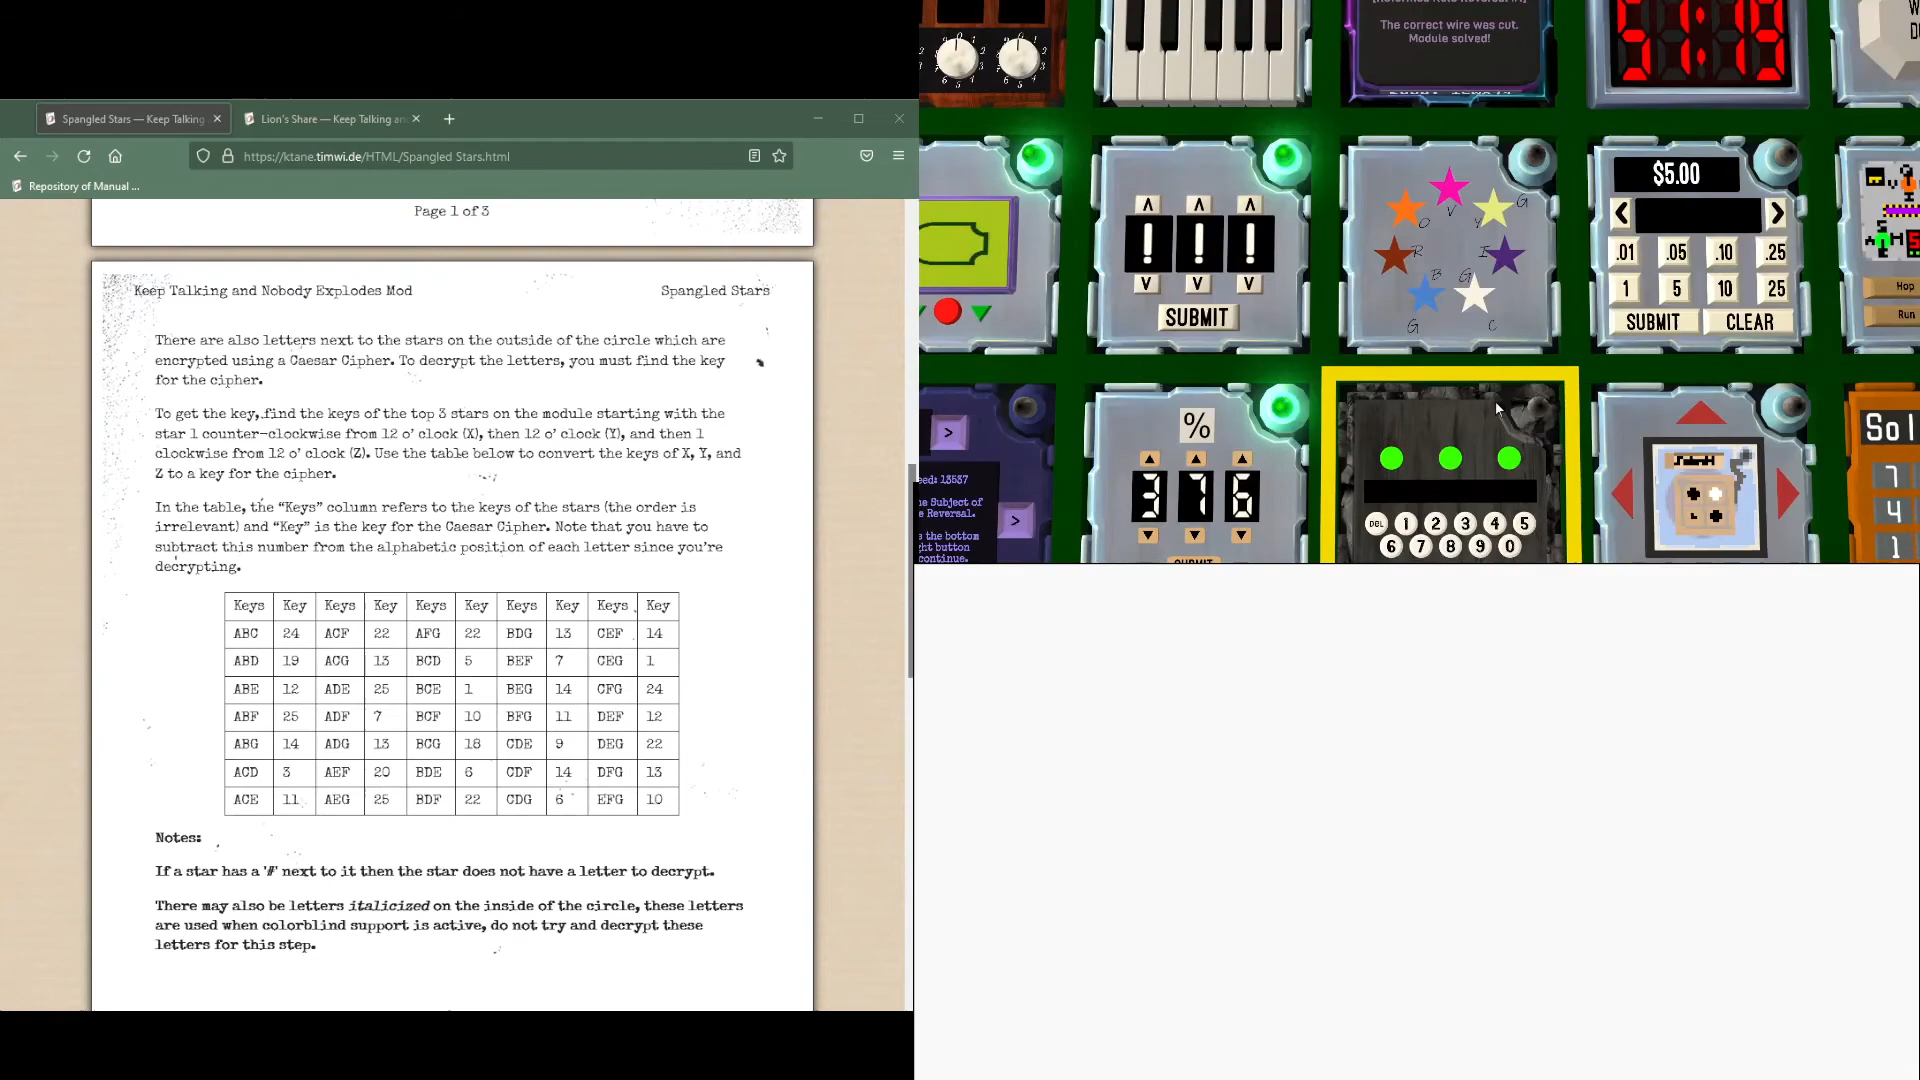 Spangled Stars — Keep Talking
Lion's Share — Keep Talking an
https://ktane.timwi.de/HTML/Spangled Stars.html
Repository of Manual ...
Page 1 of 3
Keep Talking and Nobody Explodes Mod
Spangled Stars
There are also letters next to the stars on the outside of the circle which are
encrypted using a Caesar Cipher. To decrypt the letters, you must find the key
for the cipher.
To get the key, find the keys of the top 3 stars on the module starting with the
star 1 counter-clockwise from 12 o' clock (X), then 12 o' clock (Y), and then 1
clockwise from 12 o' clock (Z). Use the table below to convert the keys of X, Y, and
Z to a key for the cipher.
In the table, the “Keys” column refers to the keys of the stars (the order is
irrelevant) and “Key” is the key for the Caesar Cipher. Note that you have to
subtract this number from the alphabetic position of each letter since you're
decrypting.
Keys Key Keys Key Keys Key Keys Key Keys Key
ABC 24 ACF 22 AFG 22 BDG 13 CEF 14
ABD 19 ACG 13 BCD 5 BEF 7 CEG 1
ABE 12 ADE 25 BCE 1 BEG 14 CFG 24
ABF 25 ADF 7 BCF 10 BFG 11 DEF 12
ABG 14 ADG 13 BCG 18 CDE 9 DEG 22
ACD 3 AEF 20 BDE 6 CDF 14 DFG 13
ACE 11 AEG 25 BDF 22 CDG 6 EFG 10
Notes:
If a star has a '#' next to it then the star does not have a letter to decrypt.
There may also be letters italicized on the inside of the circle, these letters
are used when colorblind support is active, do not try and decrypt these
letters for this step.
The correct wire was cut.
Module solved!
! ! !
SUBMIT
V
O
Y
G
R
I
B
G
G
C
$5.00
.01 .05 .10 .25
1 5 10 25
SUBMIT CLEAR
Hop
Run
eed: 13537
he Subject of
e Reversal.
s the bottom
ght button
continue.
%
3 7 6
DEL 1 2 3 4 5
6 7 8 9 0
Sol
7
4
1